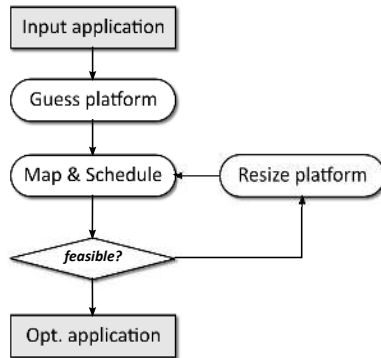 Input application
Guess platform
Map & Schedule
Resize platform
feasible?
Opt. application